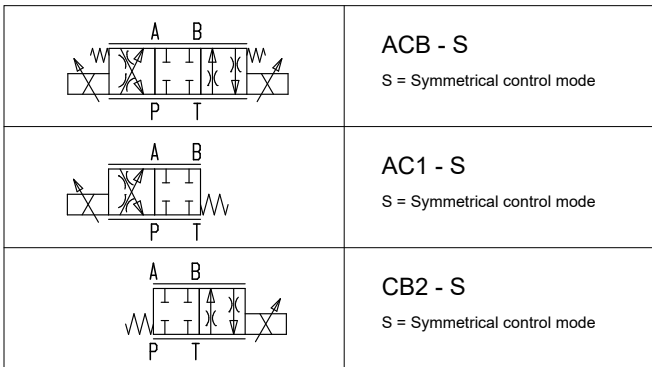 A B
P T
ACB - S
S = Symmetrical control mode
A B
P T
AC1 - S
S = Symmetrical control mode
A B
P T
CB2 - S
S = Symmetrical control mode